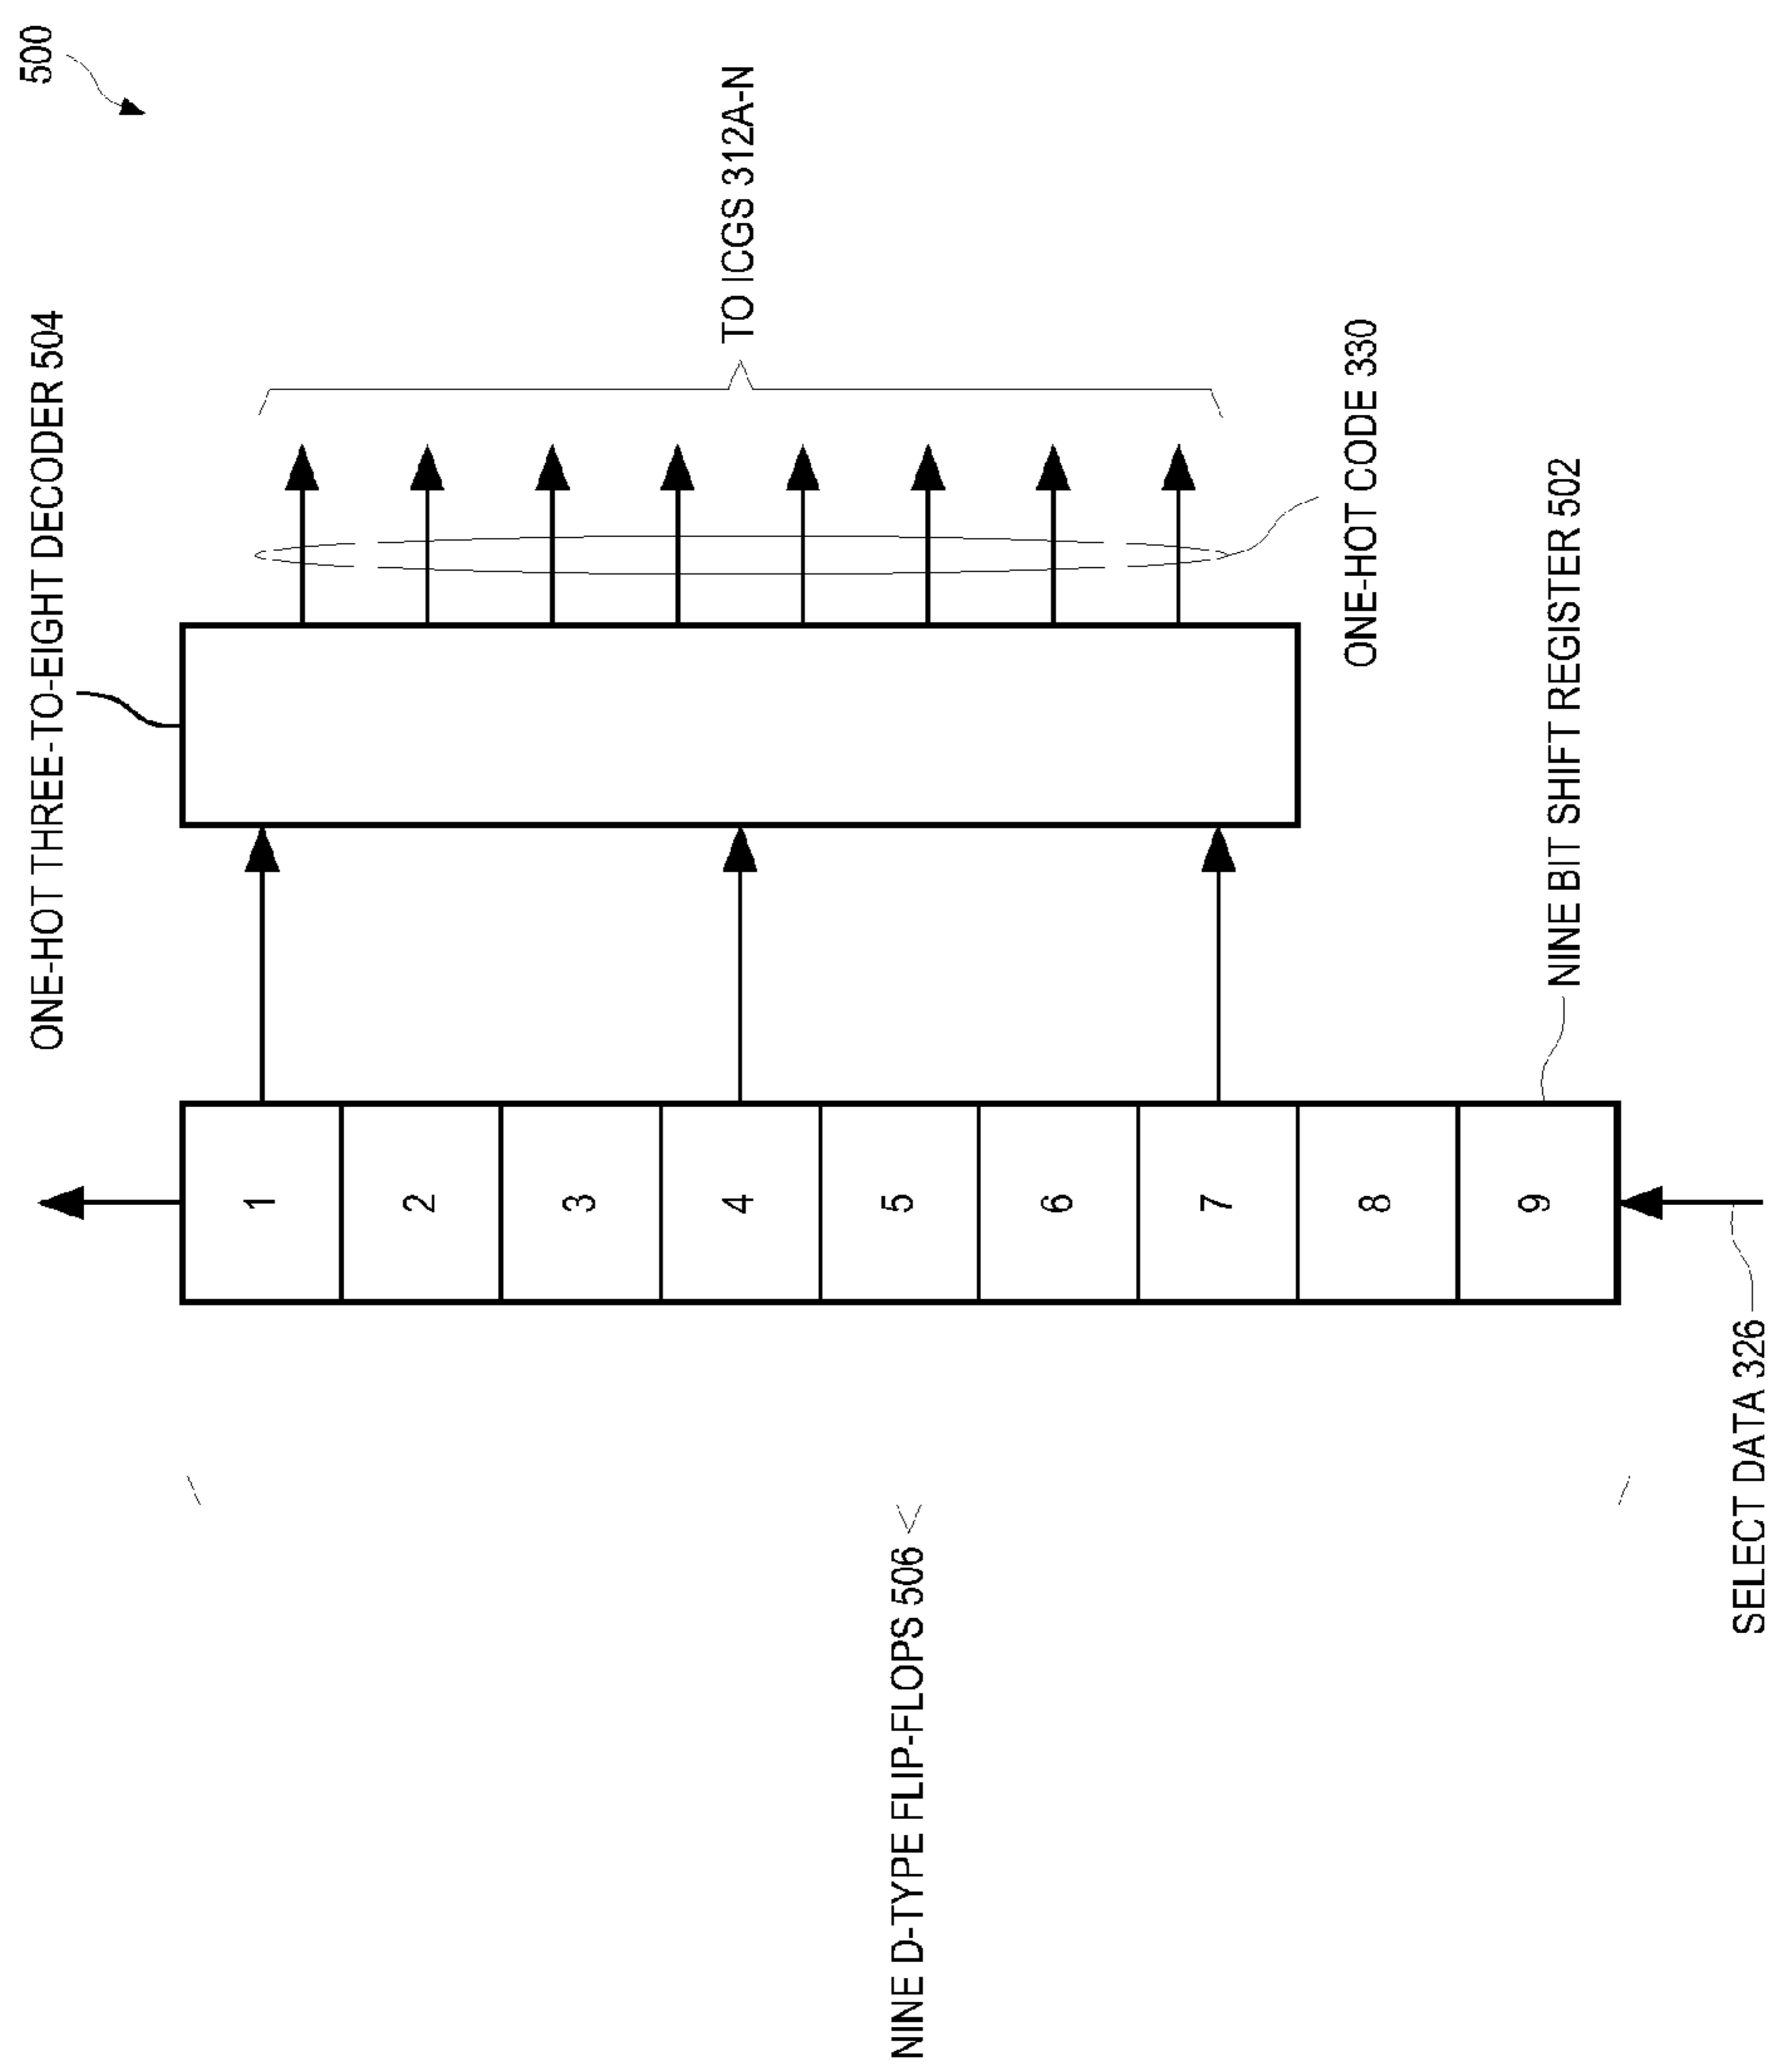 500
ONE-HOT THREE-TO-EIGHT DECODER 504
TO ICGS 312A-N
ONE-HOT CODE 330
NINE BIT SHIFT REGISTER 502
1
2
3
4
5
6
7
8
9
NINE D-TYPE FLIP-FLOPS 506
SELECT DATA 326